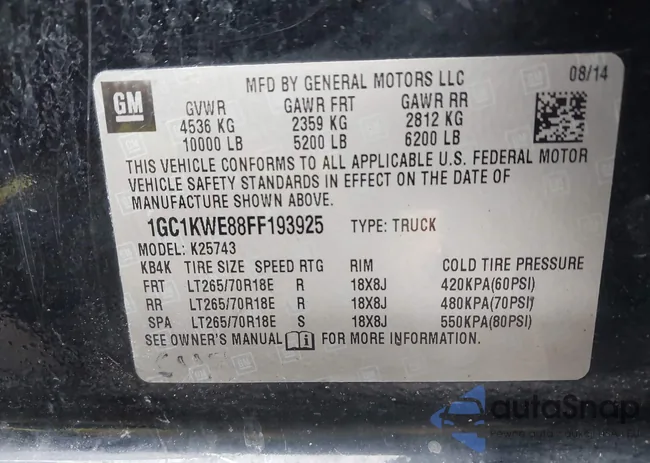 GM
MFD BY GENERAL MOTORS LLC 08/14
GVWR GAWR FRT GAWR RR
4536 KG 2359 KG 2812 KG
10000 LB 5200 LB 6200 LB
THIS VEHICLE CONFORMS TO ALL APPLICABLE U.S. FEDERAL MOTOR
VEHICLE SAFETY STANDARDS IN EFFECT ON THE DATE OF
MANUFACTURE SHOWN ABOVE.
1GC1KWE88FF193925 TYPE: TRUCK
MODEL: K25743
KB4K TIRE SIZE SPEED RTG RIM COLD TIRE PRESSURE
FRT LT265/70R18E R 18X8J 420KPA(60PSI)
RR LT265/70R18E R 18X8J 480KPA(70PSI)
SPA LT265/70R18E S 18X8J 550KPA(80PSI)
SEE OWNER'S MANUAL FOR MORE INFORMATION.
autoSnap